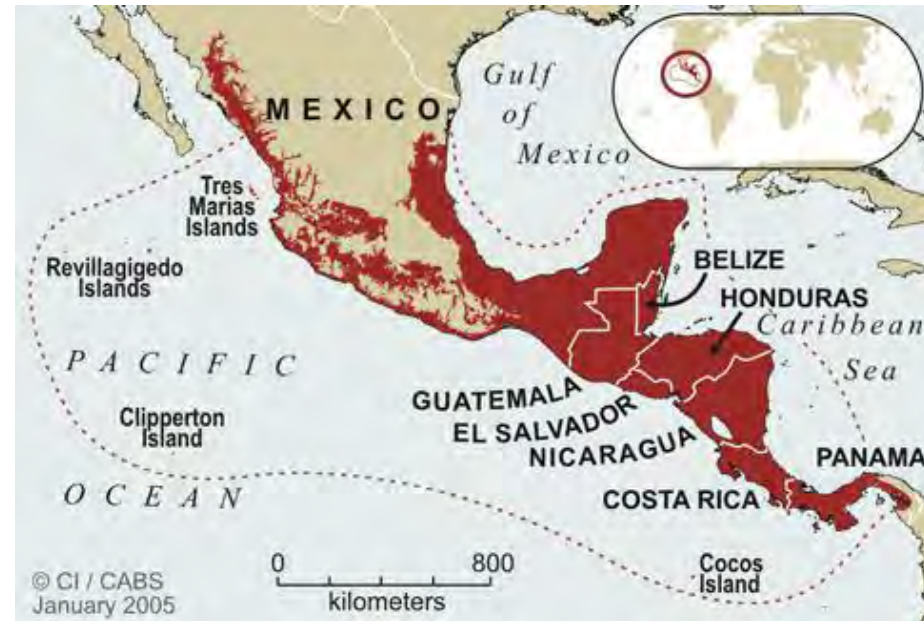 Gulf
of
Mexico
MEXICO
Tres
Marias
Islands
Revillagigedo
Islands
BELIZE
HONDURAS
Caribbean
Sea
PACIFIC
Clipperton
Island
GUATEMALA
EL SALVADOR
NICARAGUA
PANAMA
COSTA RICA
OCEAN
Cocos
Island
0 800
kilometers
© CI / CABS
January 2005